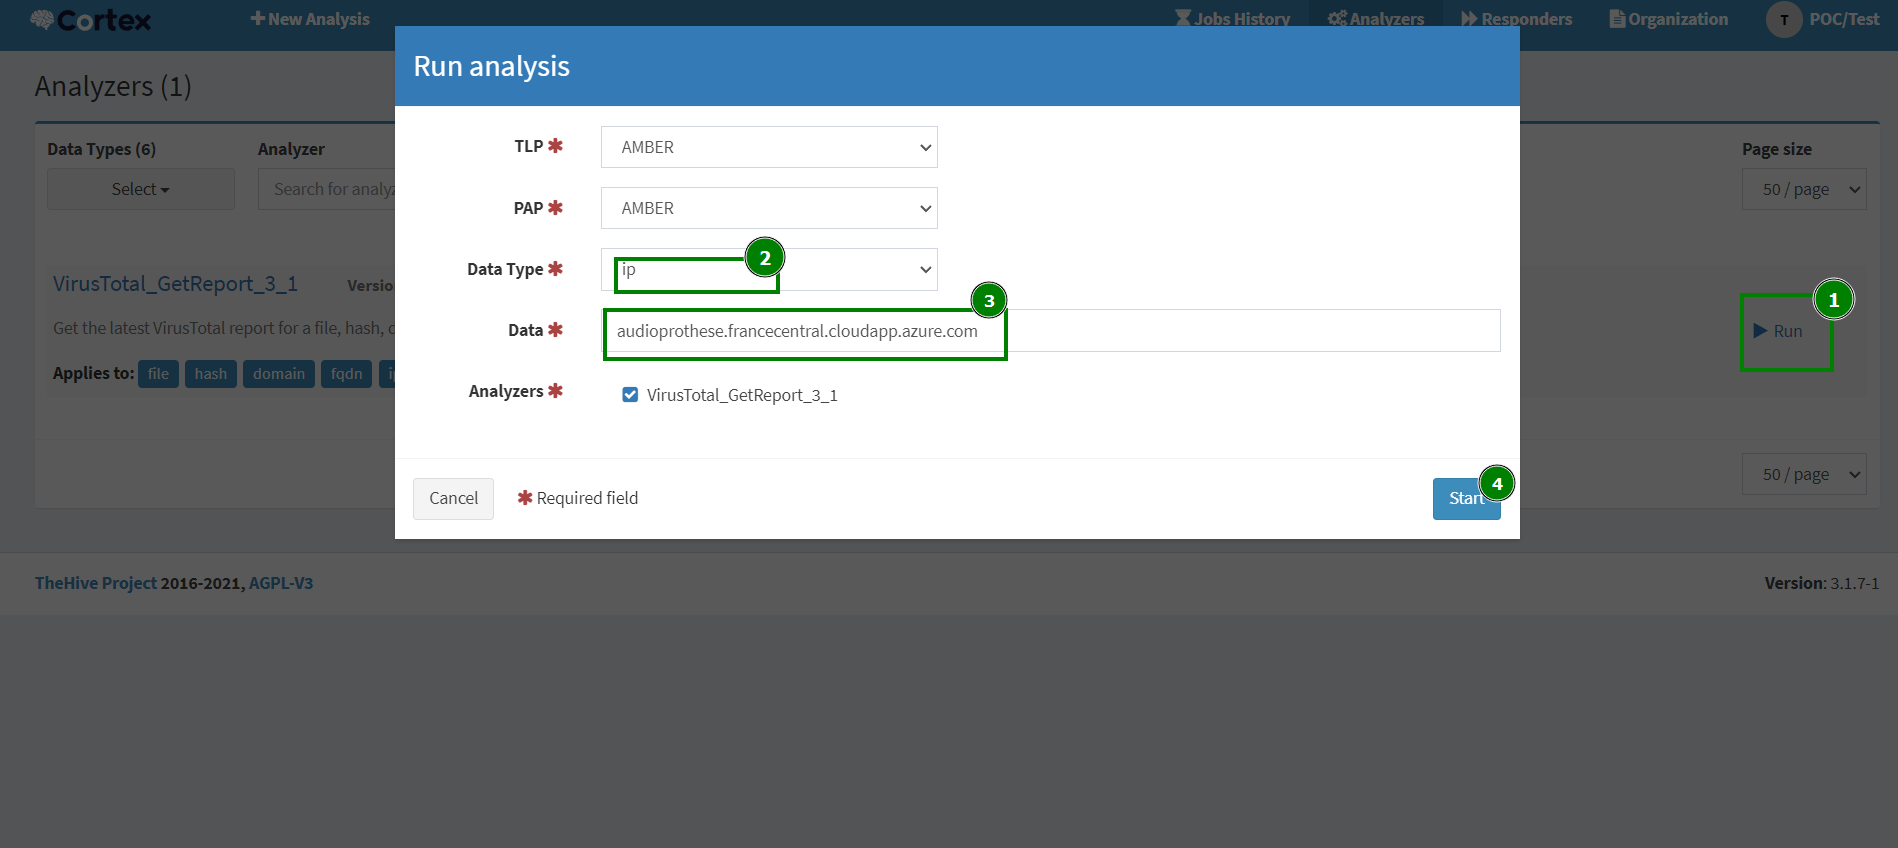 Cortex
New Analysis
Jobs History
Analyzers
Responders
Organization
T
POC/Test
Run analysis
Analyzers (1)
Data Types (6)
Analyzer
Page size
Select
Search for analyz
50 / page
TLP
AMBER
PAP
AMBER
Data Type
ip
2
Data
audioprothese.francecentral.cloudapp.azure.com
3
Analyzers
VirusTotal_GetReport_3_1
VirusTotal_GetReport_3_1
Versio
Get the latest VirusTotal report for a file, hash,
Applies to: file hash domain fqdn
1
Run
Cancel
Required field
Start
4
50 / page
TheHive Project 2016-2021, AGPL-V3
Version: 3.1.7-1